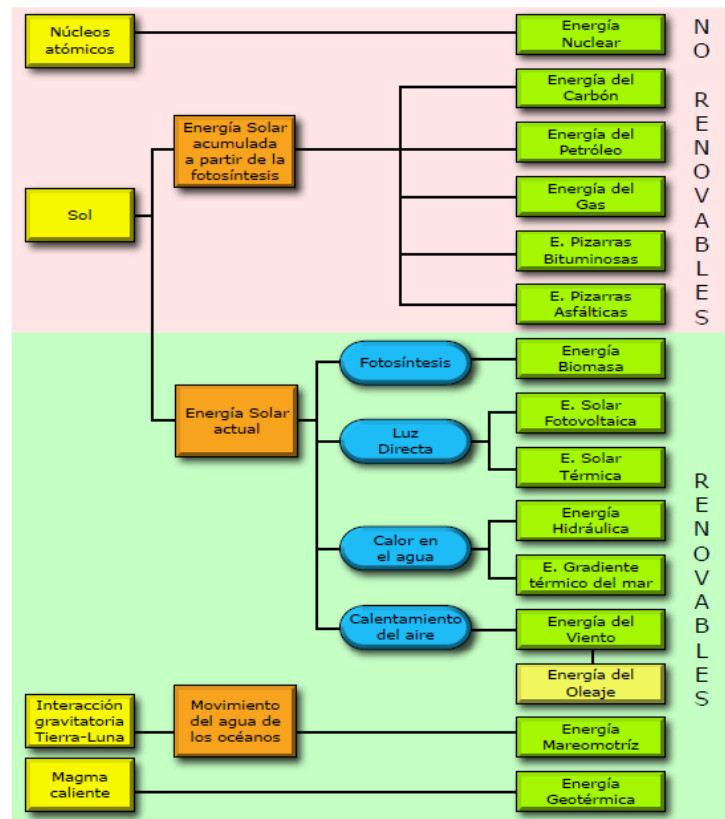 Núcleos
atómicos
Energía
Nuclear
NO RENOVABLES
Energía del
Carbón
Energía Solar
acumulada
a partir de la
fotosíntesis
Energía del
Petróleo
Sol
Energía del
Gas
E. Pizarras
Bituminosas
E. Pizarras
Asfálticas
Fotosíntesis
Energía
Biomasa
Energía Solar
actual
Luz
Directa
E. Solar
Fotovoltaica
E. Solar
Térmica
RENOVABLES
Calor en
el agua
Energía
Hidráulica
E. Gradiente
térmico del mar
Calentamiento
del aire
Energía del
Viento
Energía del
Oleaje
Interacción
gravitatoria
Tierra-Luna
Movimiento
del agua de
los océanos
Energía
Mareomotríz
Magma
caliente
Energía
Geotérmica